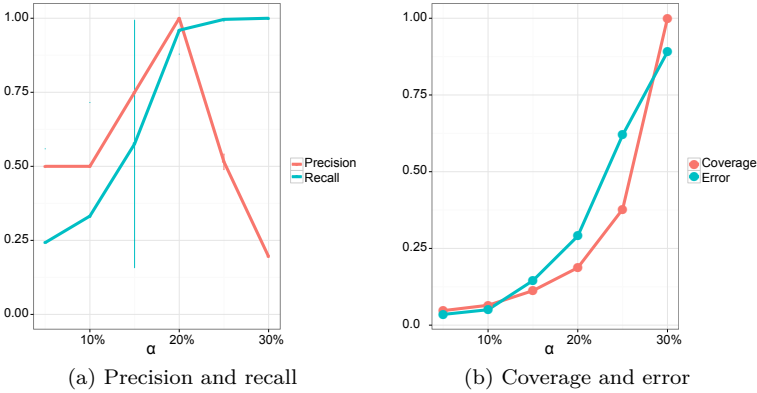 1.00
0.75
0.50
0.25
0.00
10%
20%
30%
α
Precision
Recall
(a) Precision and recall
1.00
0.75
0.50
0.25
0.0
10%
20%
30%
α
Coverage
Error
(b) Coverage and error